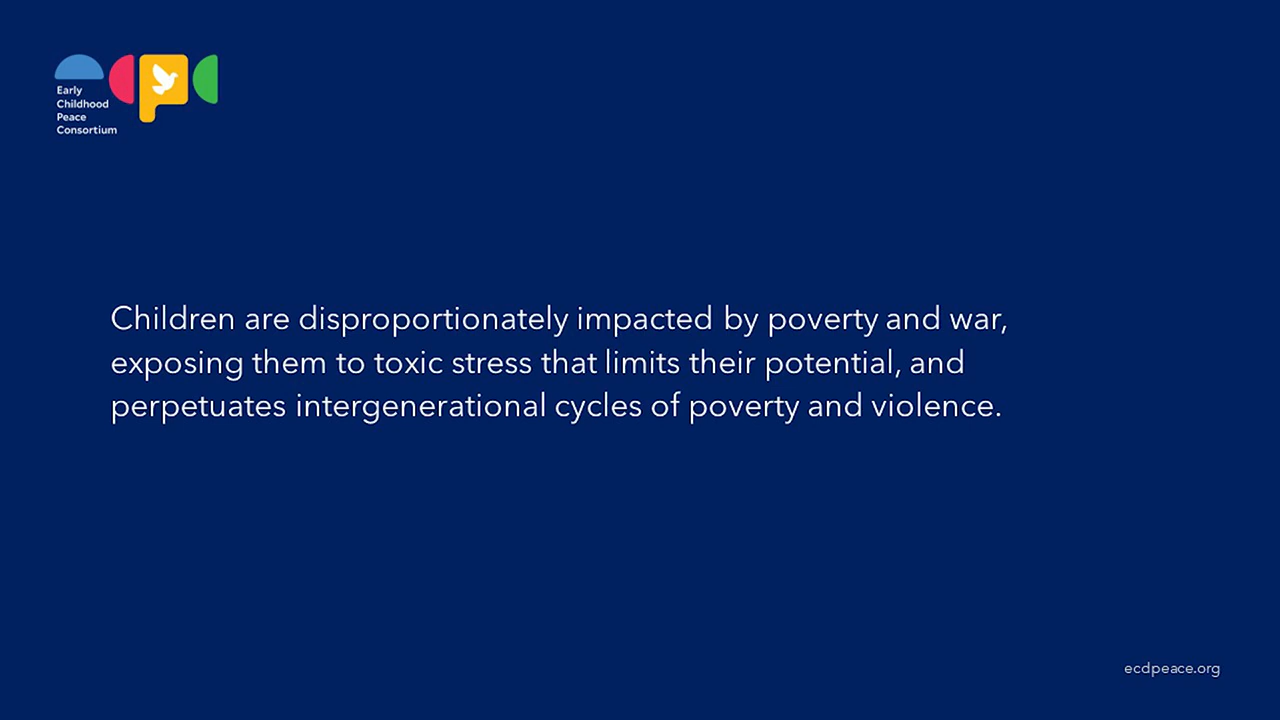 Early
Childhood
Peace
Consortium
Children are disproportionately impacted by poverty and war,
exposing them to toxic stress that limits their potential, and
perpetuates intergenerational cycles of poverty and violence.
ecdpeace.org